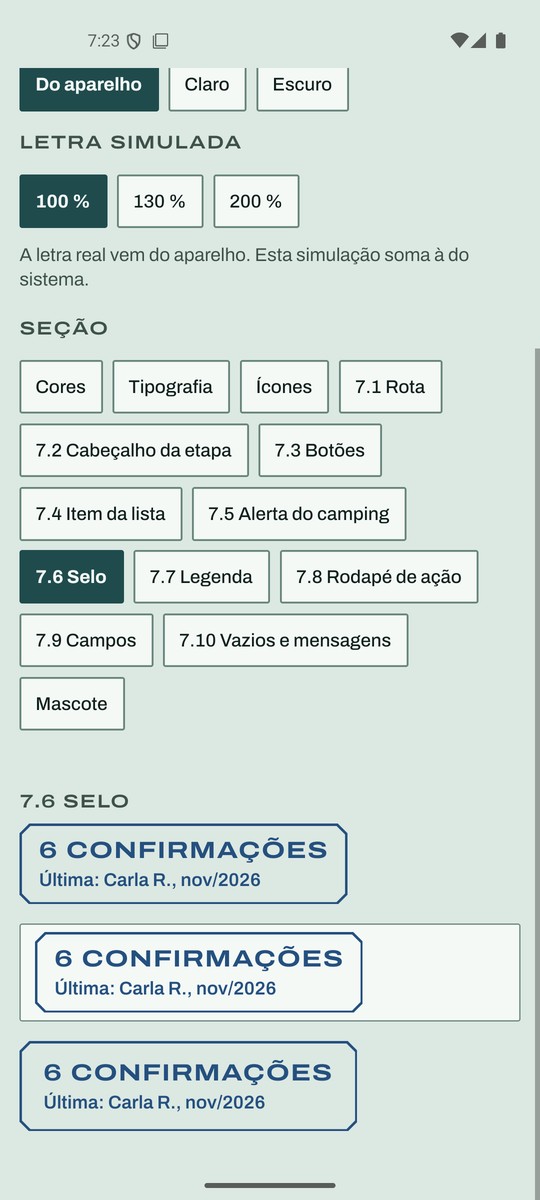 7:23
Do aparelho Claro Escuro
LETRA SIMULADA
100 % 130 % 200 %
A letra real vem do aparelho. Esta simulação soma à do
sistema.
SEÇÃO
Cores Tipografia Ícones 7.1 Rota
7.2 Cabeçalho da etapa 7.3 Botões
7.4 Item da lista 7.5 Alerta do camping
7.6 Selo 7.7 Legenda 7.8 Rodapé de ação
7.9 Campos 7.10 Vazios e mensagens
Mascote
7.6 SELO
6 CONFIRMAÇÕES
Última: Carla R., nov/2026
6 CONFIRMAÇÕES
Última: Carla R., nov/2026
6 CONFIRMAÇÕES
Última: Carla R., nov/2026